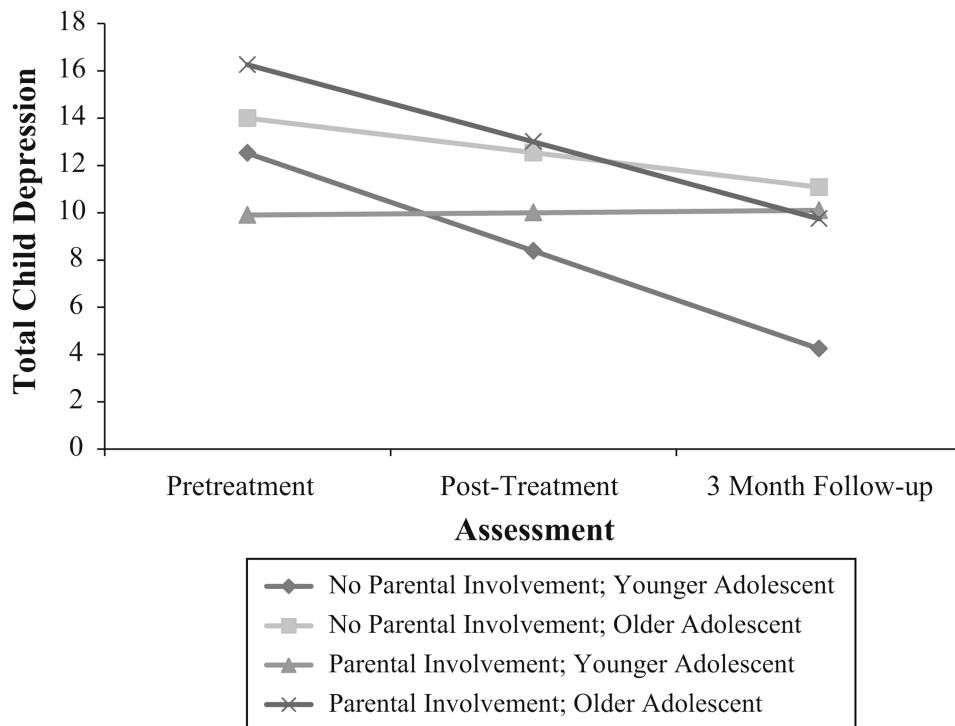 18
16
14
12
10
8
6
4
2
0
Total Child Depression
Pretreatment Post-Treatment 3 Month Follow-up
Assessment
No Parental Involvement; Younger Adolescent
No Parental Involvement; Older Adolescent
Parental Involvement; Younger Adolescent
Parental Involvement; Older Adolescent